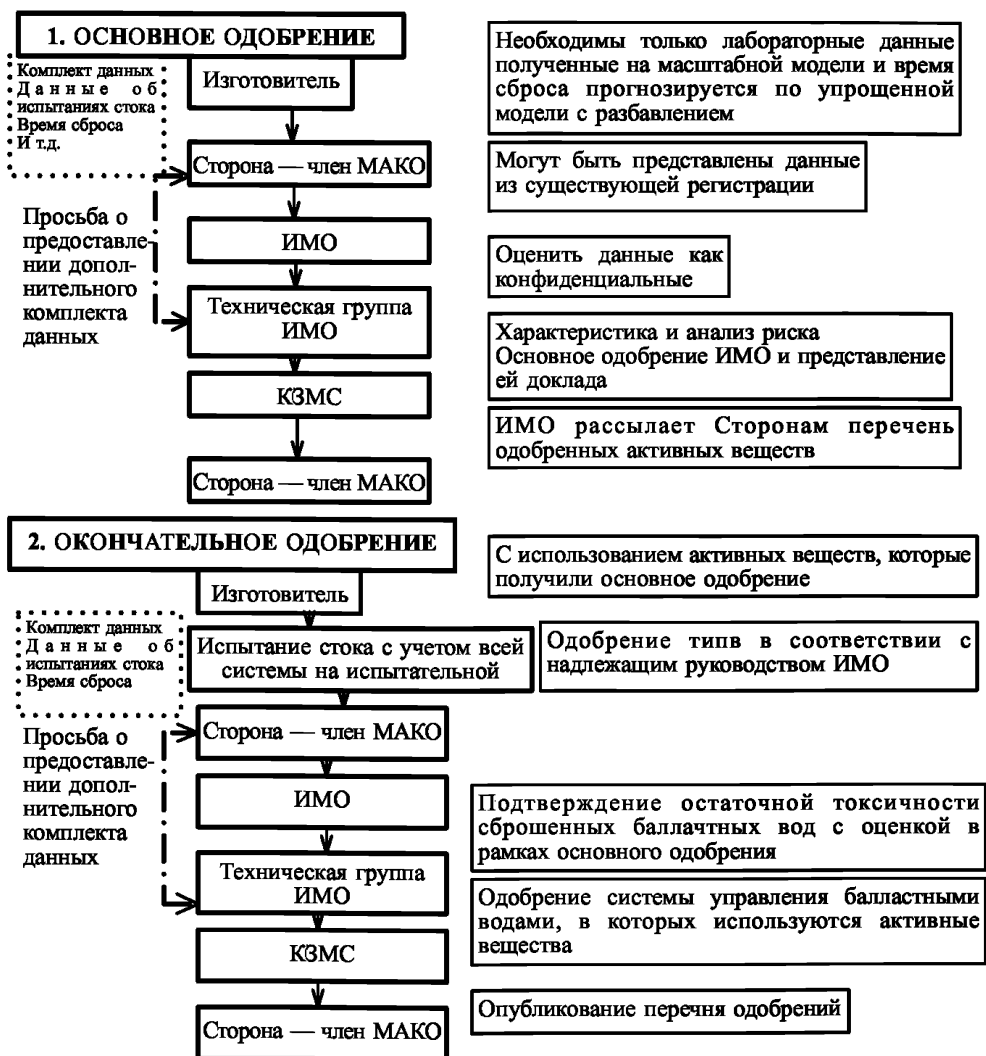 1. ОСНОВНОЕ ОДОБРЕНИЕ
Комплект данных
Данные об
испытаниях стока
Время сброса
И т.д.
Изготовитель
Необходимы только лабораторные данные
полученные на масштабной модели и время
сброса прогнозируется по упрощенной
модели с разбавлением
Сторона — член МАКО
Могут быть представлены данные
из существующей регистрации
Просьба о
предоставле-
нии допол-
нительного
комплекта
данных
ИМО
Оценить данные как
конфиденциальные
Техническая группа
ИМО
Характеристика и анализ риска
Основное одобрение ИМО и представление
ей доклада
КЗМС
ИМО рассылает Сторонам перечень
одобренных активных веществ
Сторона — член МАКО
2. ОКОНЧАТЕЛЬНОЕ ОДОБРЕНИЕ
С использованием активных веществ, которые
получили основное одобрение
Изготовитель
Комплект данных
Данные об
испытаниях стока
Время сброса
Испытание стока с учетом всей
системы на испытательной
Одобрение типв в соответствии с
надлежащим руководством ИМО
Сторона — член МАКО
Просьба о
предоставле-
нии допол-
нительного
комплекта
данных
ИМО
Подтверждение остаточной токсичности
сброшенных баллачтных вод с оценкой в
рамках основного одобрения
Техническая группа
ИМО
Одобрение системы управления балластными
водами, в которых используются активные
вещества
КЗМС
Опубликование перечня одобрений
Сторона — член МАКО